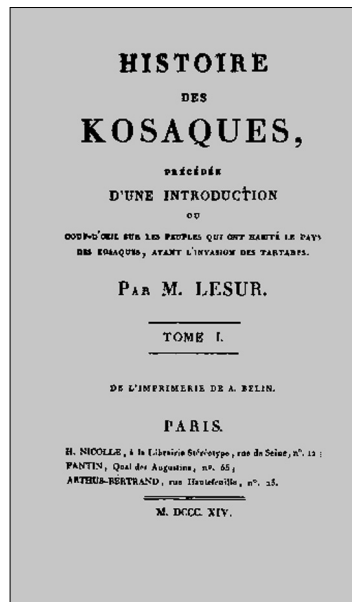 HISTOIRE
DES
KOSAQUES,
PRÉCÉDÉE
D'UNE INTRODUCTION
OU
COUP-D'ŒIL SUR LES PEUPLES QUI ONT HABITÉ LE PAYS
DES KOSAQUES, AVANT L'INVASION DES TARTARES.
PAR M. LESUR.
TOME I.
DE L'IMPRIMERIE DE A. BELIN.
PARIS.
H. NICOLLE, à la Librairie Stéréotype, rue de Seine, n°. 12;
PANTIN, Quai des Augustins, n°. 65;
ARTHUS-BERTRAND, rue Hautefeuille, n°. 23.
M. DCCC. XIV.